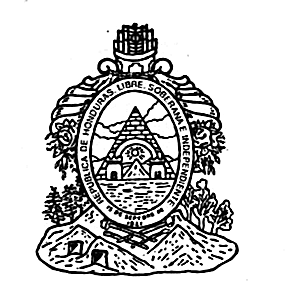 REPUBLICA DE HONDURAS, LIBRE, SOBERANA E INDEPENDIENTE